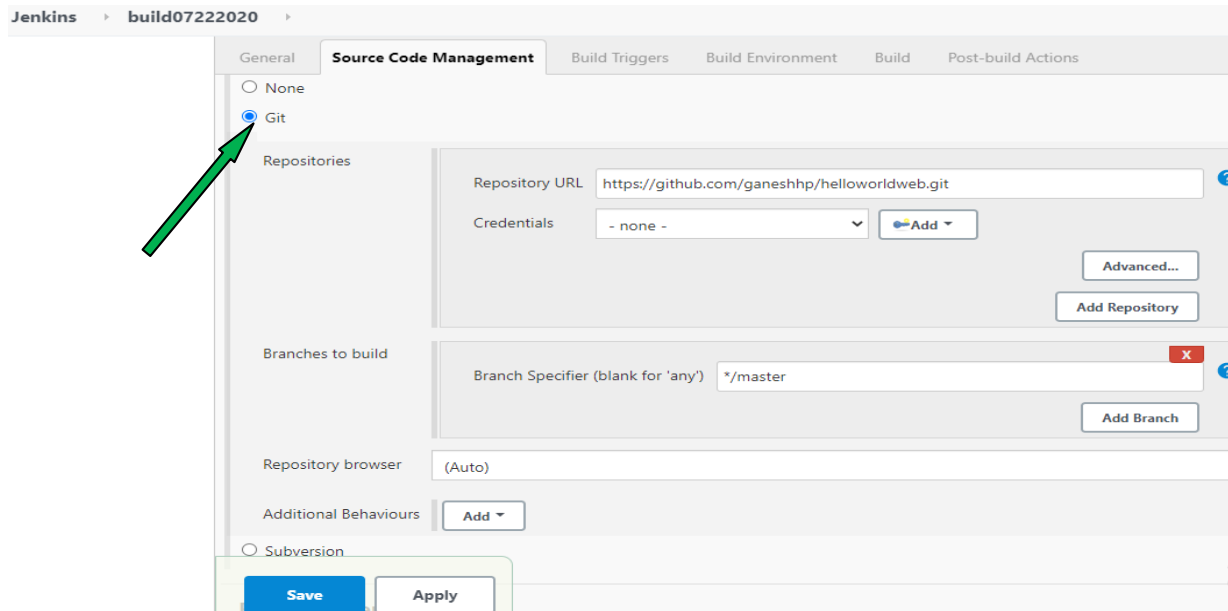 Jenkins build07222020
General Source Code Management Build Triggers Build Environment Build Post-build Actions
None
Git
Repositories
Repository URL https://github.com/ganeshhp/helloworldweb.git
Credentials - none - Add
Advanced...
Add Repository
Branches to build
X
Branch Specifier (blank for 'any') */master
Add Branch
Repository browser (Auto)
Additional Behaviours Add
Subversion
Save Apply